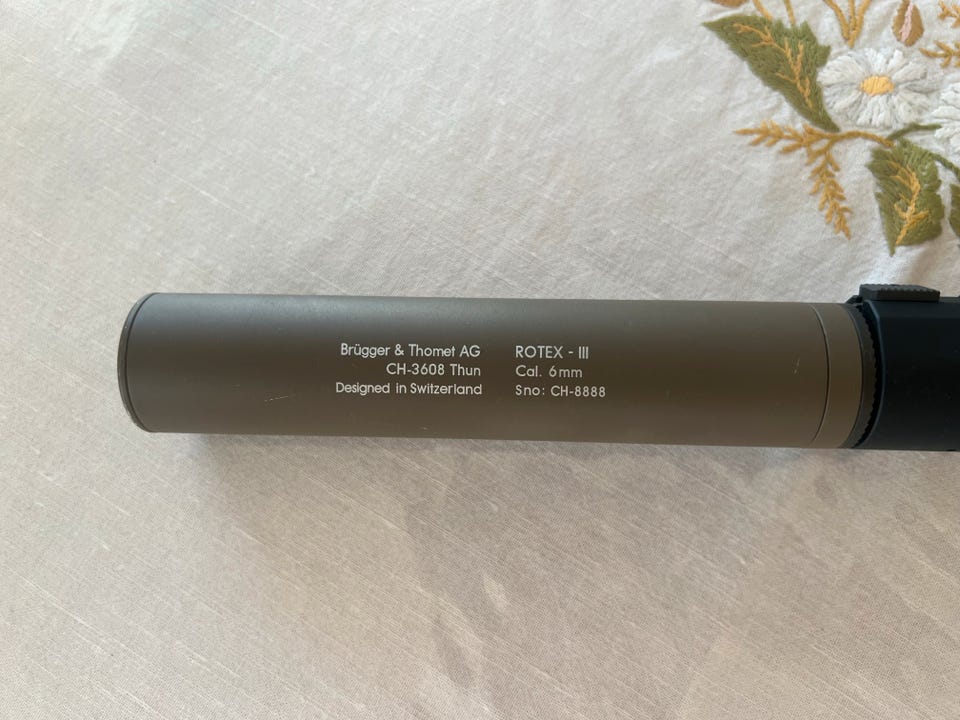 Brügger & Thomet AG
CH-3608 Thun
Designed in Switzerland
ROTEX - III
Cal. 6mm
Sno: CH-8888